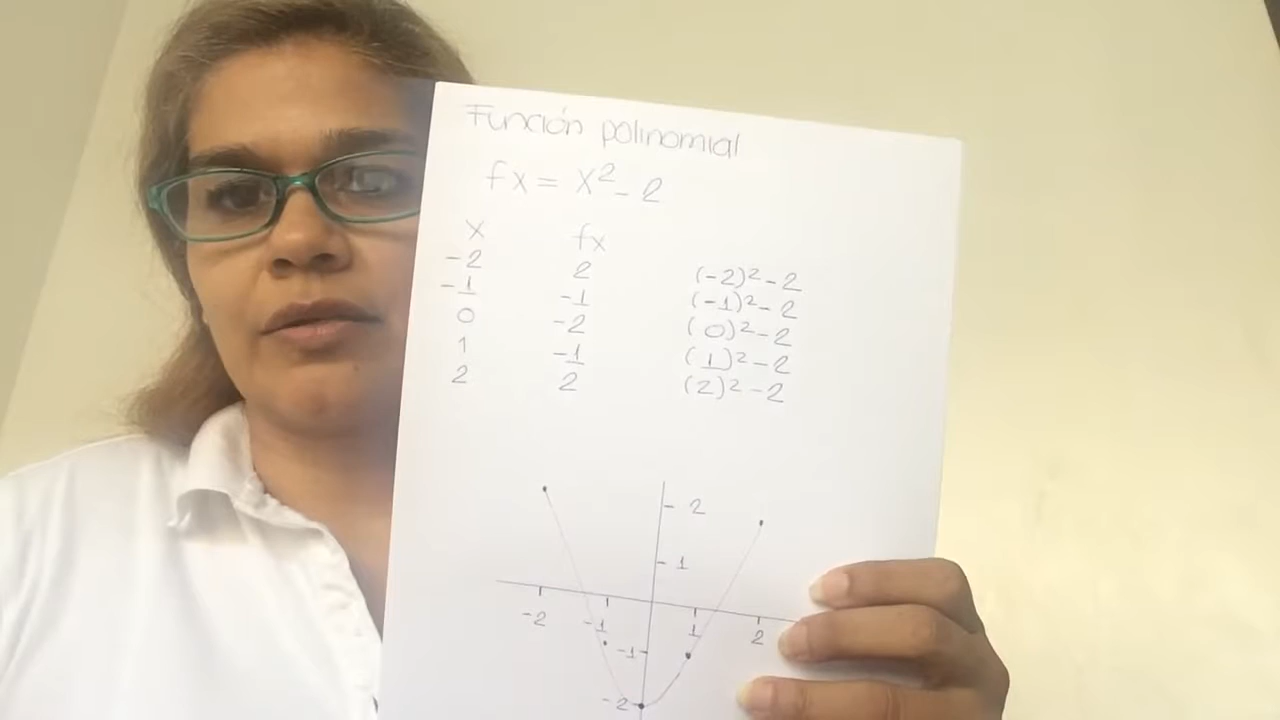 Función polinomial
fx = x² - 2
x fx
-2 2 (-2)² - 2
-1 -1 (-1)² - 2
0 -2 (0)² - 2
1 -1 (1)² - 2
2 2 (2)² - 2
2
1
-2 -1 1 2
-1
-2